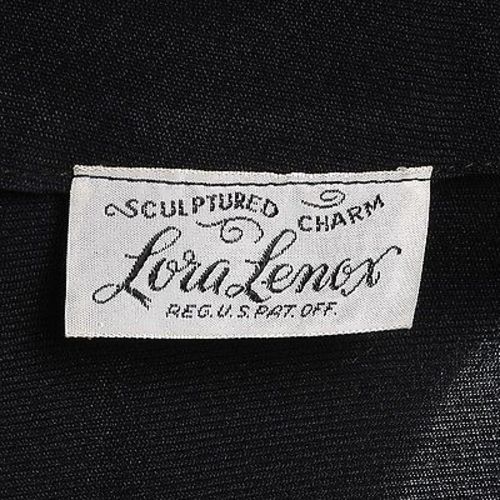 SCULPTURED CHARM
Lora Lenox
REG. U.S. PAT. OFF.